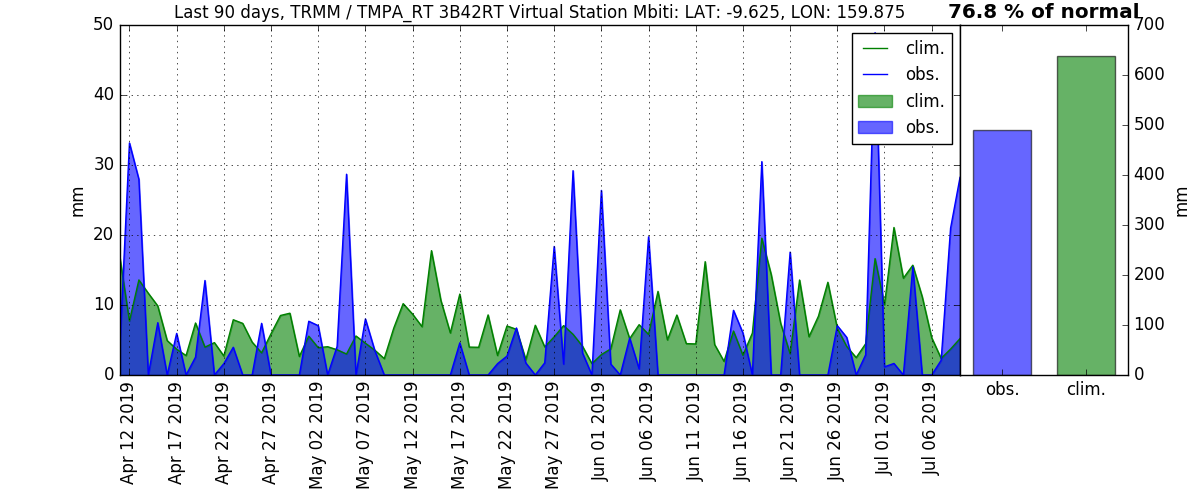 Last 90 days, TRMM / TMPA_RT 3B42RT Virtual Station Mbiti: LAT: -9.625, LON: 159.875
76.8 % of normal
50
40
30
20
10
0
mm
clim.
obs.
clim.
obs.
700
600
500
400
300
200
100
0
mm
obs.
clim.
Apr 12 2019
Apr 17 2019
Apr 22 2019
Apr 27 2019
May 02 2019
May 07 2019
May 12 2019
May 17 2019
May 22 2019
May 27 2019
Jun 01 2019
Jun 06 2019
Jun 11 2019
Jun 16 2019
Jun 21 2019
Jun 26 2019
Jul 01 2019
Jul 06 2019